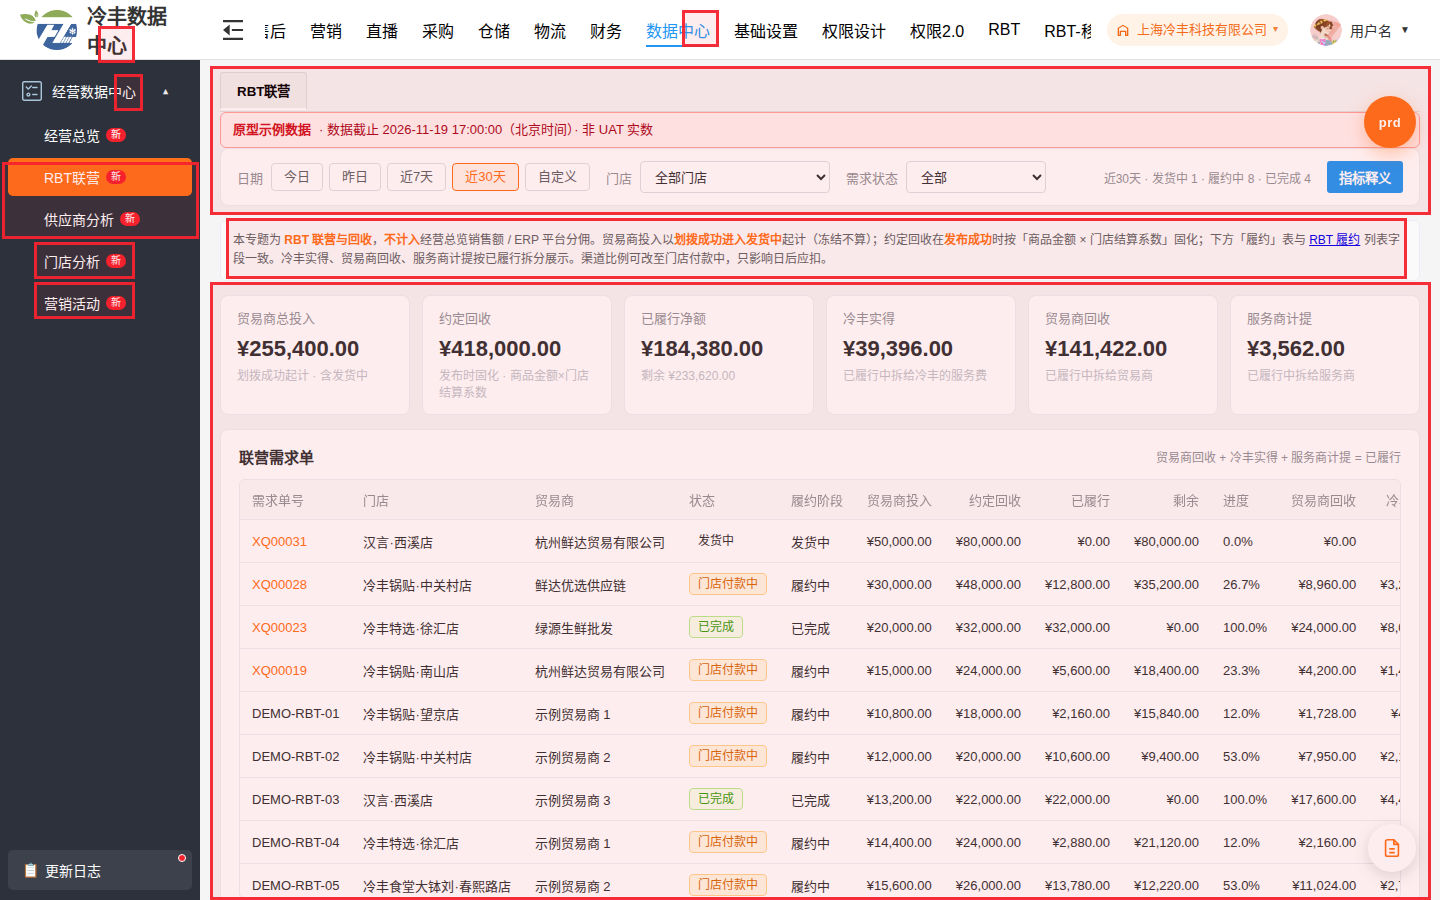 冷丰数据
中心
售后 营销 直播 采购 仓储 物流 财务 数据中心 基础设置 权限设计 权限2.0 RBT RBT-移
上海冷丰科技有限公司 ▾
用户名 ▼
经营数据中心 ▲
经营总览 新
RBT联营 新
供应商分析 新
门店分析 新
营销活动 新
📋 更新日志
RBT联营
原型示例数据 · 数据截止 2026-11-19 17:00:00（北京时间）· 非 UAT 实数
prd
日期 今日 昨日 近7天 近30天 自定义 门店 全部门店 需求状态 全部 近30天 · 发货中 1 · 履约中 8 · 已完成 4 指标释义
本专题为 RBT 联营与回收，不计入经营总览销售额 / ERP 平台分佣。贸易商投入以划拨成功进入发货中起计（冻结不算）；约定回收在发布成功时按「商品金额 × 门店结算系数」固化；下方「履约」表与 RBT 履约 列表字
段一致。冷丰实得、贸易商回收、服务商计提按已履行拆分展示。渠道比例可改至门店付款中，只影响日后应扣。
贸易商总投入
¥255,400.00
划拨成功起计 · 含发货中
约定回收
¥418,000.00
发布时固化 · 商品金额×门店
结算系数
已履行净额
¥184,380.00
剩余 ¥233,620.00
冷丰实得
¥39,396.00
已履行中拆给冷丰的服务费
贸易商回收
¥141,422.00
已履行中拆给贸易商
服务商计提
¥3,562.00
已履行中拆给服务商
联营需求单 贸易商回收 + 冷丰实得 + 服务商计提 = 已履行
需求单号 门店 贸易商 状态 履约阶段 贸易商投入 约定回收 已履行 剩余 进度 贸易商回收 冷
XQ00031 汉言·西溪店 杭州鲜达贸易有限公司 发货中 发货中 ¥50,000.00 ¥80,000.00 ¥0.00 ¥80,000.00 0.0% ¥0.00
XQ00028 冷丰锅贴·中关村店 鲜达优选供应链 门店付款中 履约中 ¥30,000.00 ¥48,000.00 ¥12,800.00 ¥35,200.00 26.7% ¥8,960.00 ¥3,
XQ00023 冷丰特选·徐汇店 绿源生鲜批发 已完成 已完成 ¥20,000.00 ¥32,000.00 ¥32,000.00 ¥0.00 100.0% ¥24,000.00 ¥8,
XQ00019 冷丰锅贴·南山店 杭州鲜达贸易有限公司 门店付款中 履约中 ¥15,000.00 ¥24,000.00 ¥5,600.00 ¥18,400.00 23.3% ¥4,200.00 ¥1,
DEMO-RBT-01 冷丰锅贴·望京店 示例贸易商 1 门店付款中 履约中 ¥10,800.00 ¥18,000.00 ¥2,160.00 ¥15,840.00 12.0% ¥1,728.00 ¥
DEMO-RBT-02 冷丰锅贴·中关村店 示例贸易商 2 门店付款中 履约中 ¥12,000.00 ¥20,000.00 ¥10,600.00 ¥9,400.00 53.0% ¥7,950.00 ¥2,
DEMO-RBT-03 汉言·西溪店 示例贸易商 3 已完成 已完成 ¥13,200.00 ¥22,000.00 ¥22,000.00 ¥0.00 100.0% ¥17,600.00 ¥4,
DEMO-RBT-04 冷丰特选·徐汇店 示例贸易商 1 门店付款中 履约中 ¥14,400.00 ¥24,000.00 ¥2,880.00 ¥21,120.00 12.0% ¥2,160.00
DEMO-RBT-05 冷丰食堂大钵刘·春熙路店 示例贸易商 2 门店付款中 履约中 ¥15,600.00 ¥26,000.00 ¥13,780.00 ¥12,220.00 53.0% ¥11,024.00 ¥2,